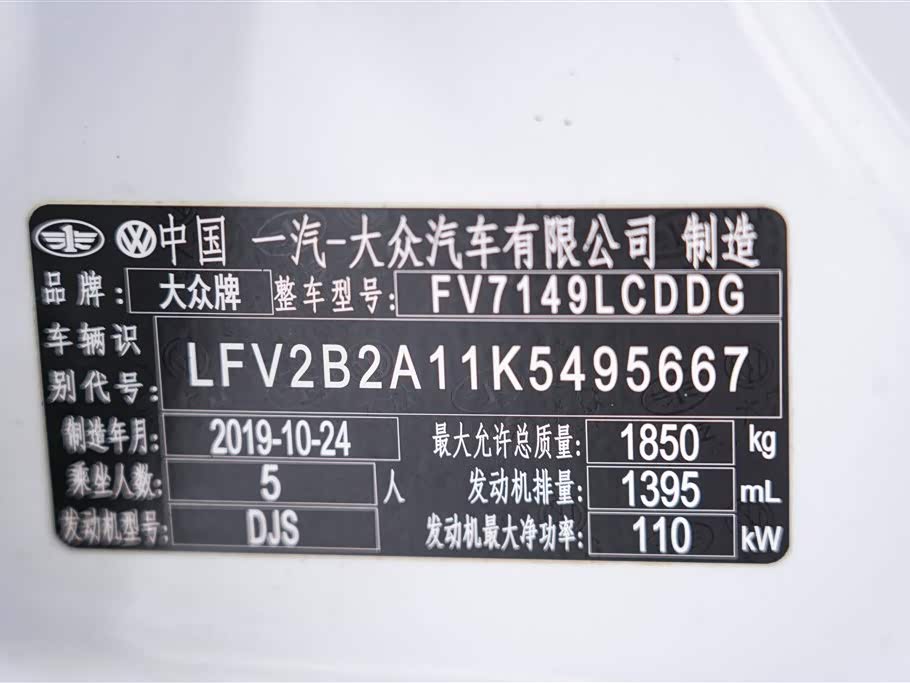 中国 一汽-大众汽车有限公司 制造
品牌: 大众牌 整车型号: FV7149LCDDG
车辆识别代号: LFV2B2A11K5495667
制造年月: 2019-10-24 最大允许总质量: 1850 kg
乘坐人数: 5 人 发动机排量: 1395 mL
发动机型号: DJS 发动机最大净功率: 110 kW